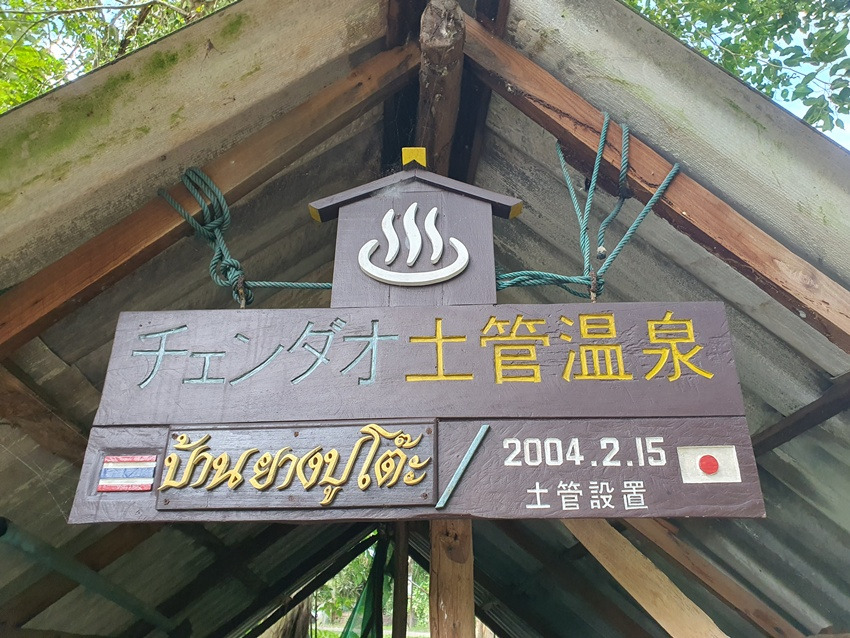 チェンダオ土管温泉
บ้านยางปูโต๊ะ / 2004.2.15
土管設置